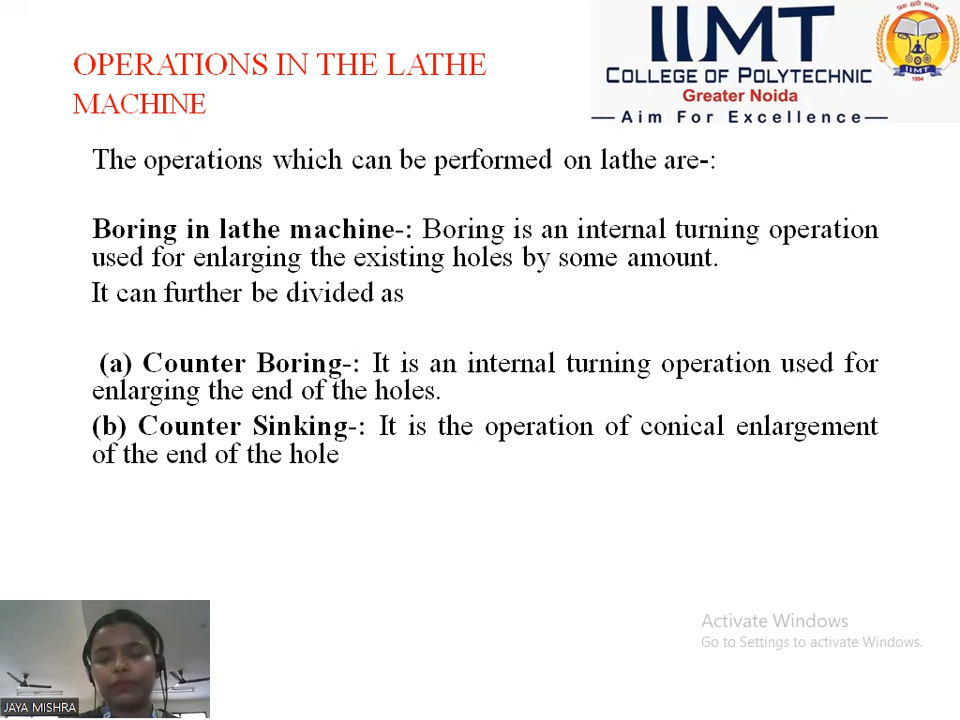 OPERATIONS IN THE LATHE
MACHINE
IIMT
COLLEGE OF POLYTECHNIC
Greater Noida
Aim For Excellence
IIMT
1994
The operations which can be performed on lathe are-:
Boring in lathe machine-: Boring is an internal turning operation
used for enlarging the existing holes by some amount.
It can further be divided as
(a) Counter Boring-: It is an internal turning operation used for
enlarging the end of the holes.
(b) Counter Sinking-: It is the operation of conical enlargement
of the end of the hole
Activate Windows
Go to Settings to activate Windows.
JAYA MISHRA